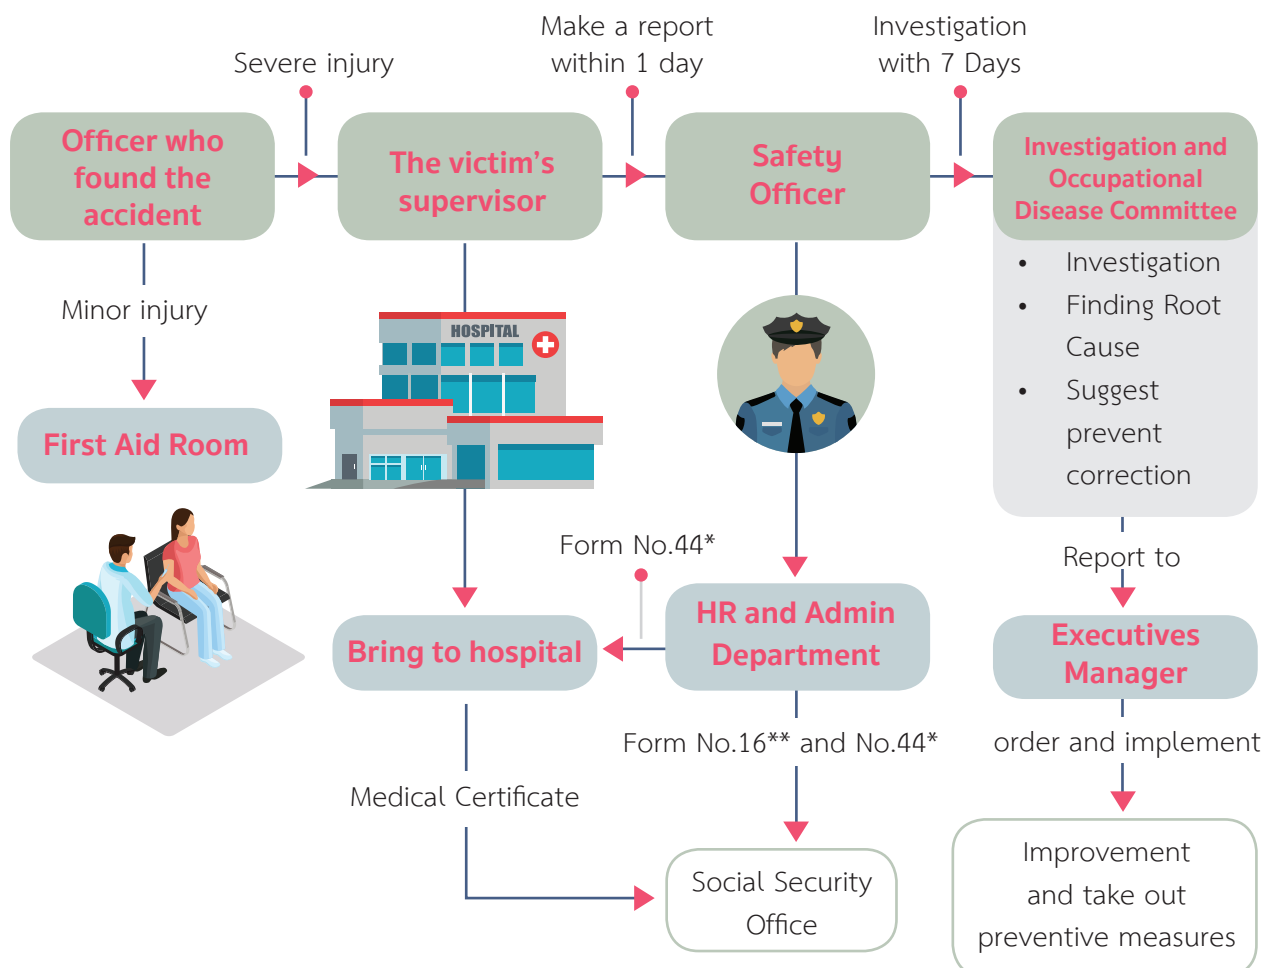 Severe injury
Make a report
within 1 day
Investigation
with 7 Days
Officer who
found the
accident
The victim's
supervisor
Safety
Officer
Investigation and
Occupational
Disease Committee
• Investigation
• Finding Root
Cause
• Suggest
prevent
correction
Minor injury
First Aid Room
HOSPITAL
Form No.44*
Report to
Bring to hospital
HR and Admin
Department
Executives
Manager
Form No.16** and No.44*
order and implement
Medical Certificate
Social Security
Office
Improvement
and take out
preventive measures